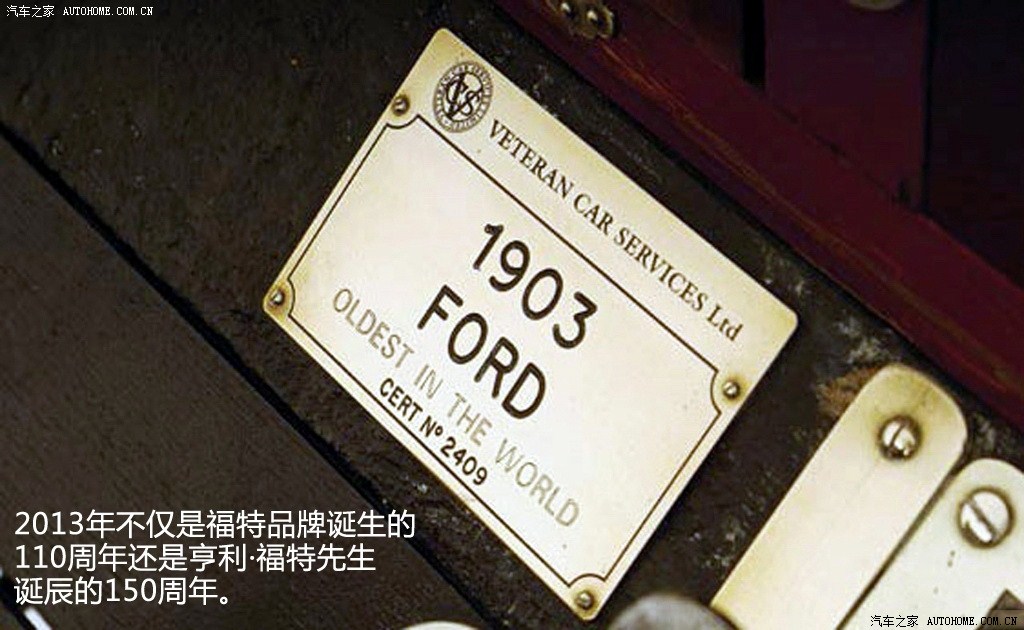 汽车之家 AUTOHOME.COM.CN
VCS
VETERAN CAR SERVICES Ltd
1903
FORD
OLDEST IN THE WORLD
CERT Nº 2409
2013年不仅是福特品牌诞生的
110周年还是亨利·福特先生
诞辰的150周年。
汽车之家 AUTOHOME.COM.CN